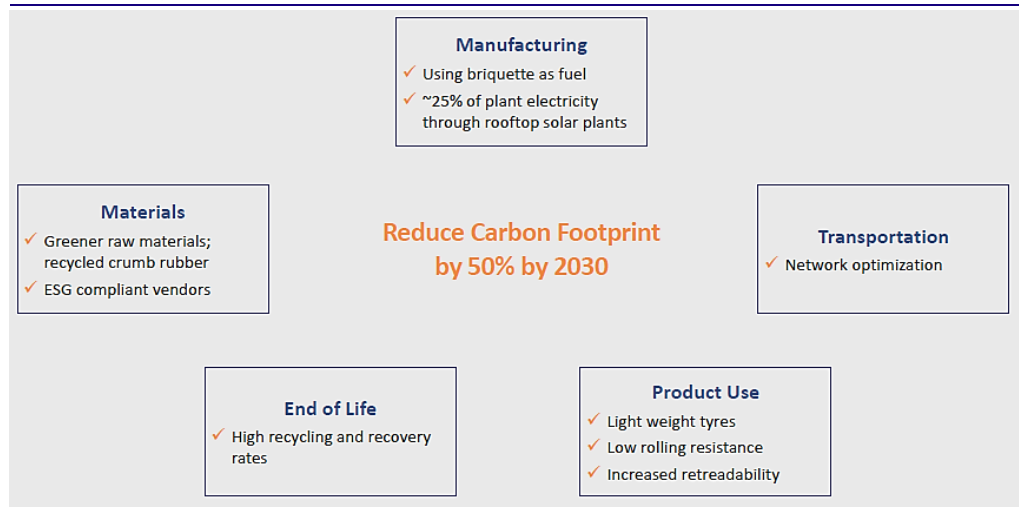 Manufacturing
✓ Using briquette as fuel
✓ ~25% of plant electricity
through rooftop solar plants
Materials
✓ Greener raw materials;
recycled crumb rubber
✓ ESG compliant vendors
Reduce Carbon Footprint
by 50% by 2030
Transportation
✓ Network optimization
End of Life
✓ High recycling and recovery
rates
Product Use
✓ Light weight tyres
✓ Low rolling resistance
✓ Increased retreadability